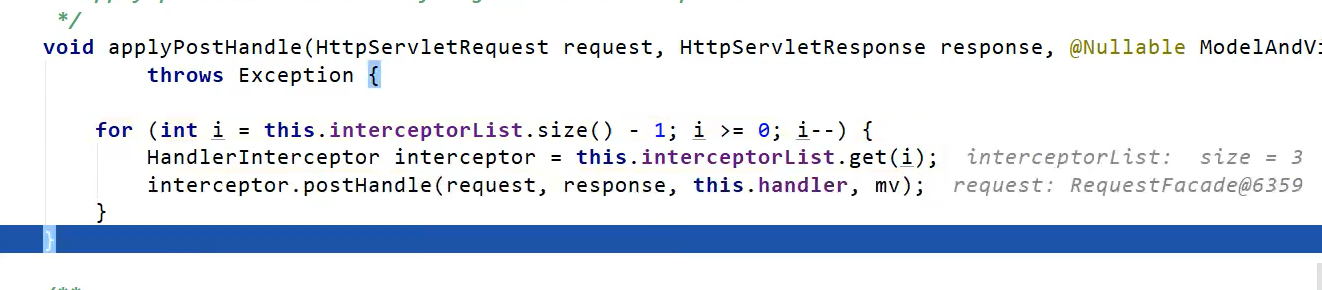 */
void applyPostHandle(HttpServletRequest request, HttpServletResponse response, @Nullable ModelAndVi
throws Exception {
for (int i = this.interceptorList.size() - 1; i >= 0; i--) {
HandlerInterceptor interceptor = this.interceptorList.get(i); interceptorList: size = 3
interceptor.postHandle(request, response, this.handler, mv); request: RequestFacade@6359
}
}
/**